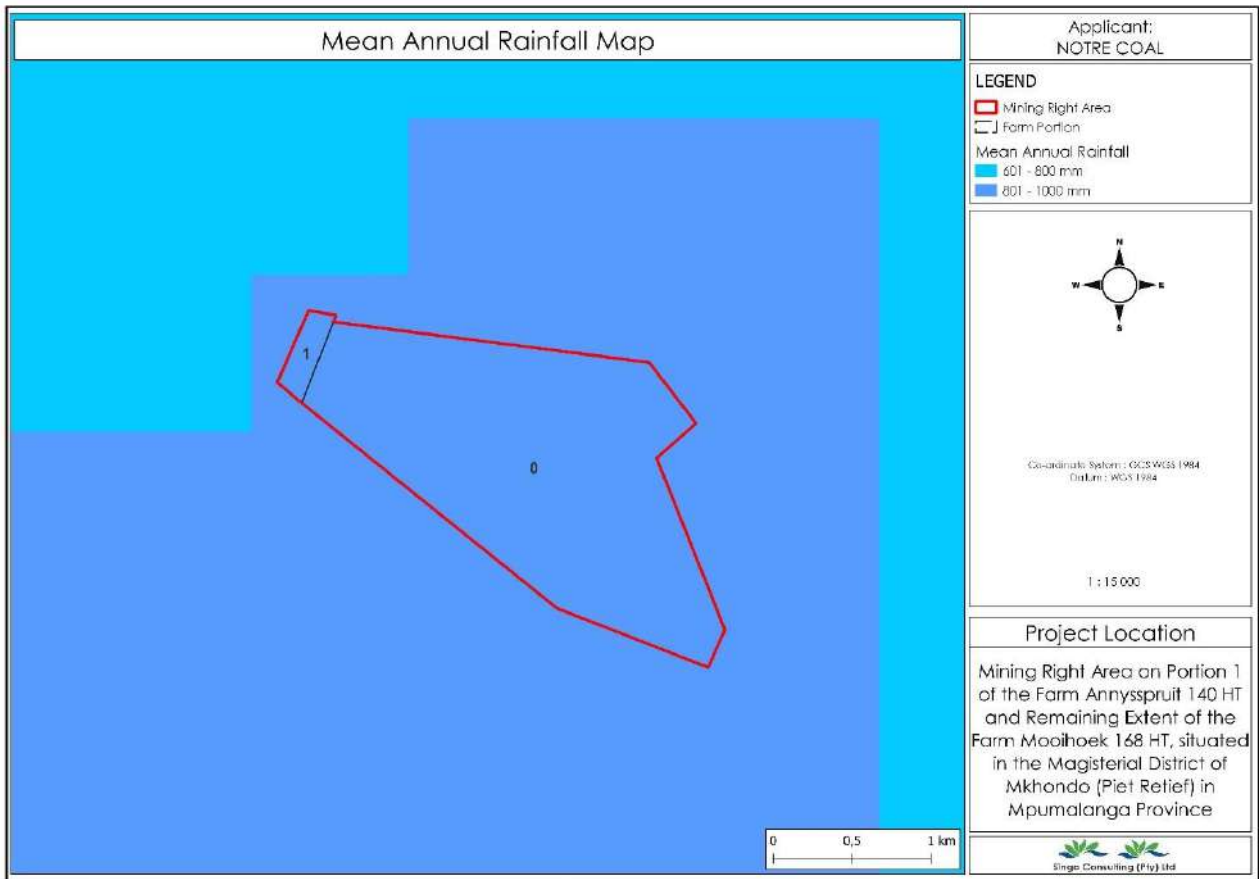 Mean Annual Rainfall Map
Applicant:
NOTRE COAL
LEGEND
Mining Right Area
Farm Portion
Mean Annual Rainfall
601 - 800 mm
801 - 1000 mm
N
W E
S
Co-ordinate System : GCS WGS 1984
Datum : WGS 1984
1 : 15 000
Project Location
Mining Right Area on Portion 1
of the Farm Annysspruit 140 HT
and Remaining Extent of the
Farm Mooihoek 168 HT, situated
in the Magisterial District of
Mkhondo (Piet Retief) in
Mpumalanga Province
Singo Consulting (Pty) Ltd
1
0
0 0,5 1 km